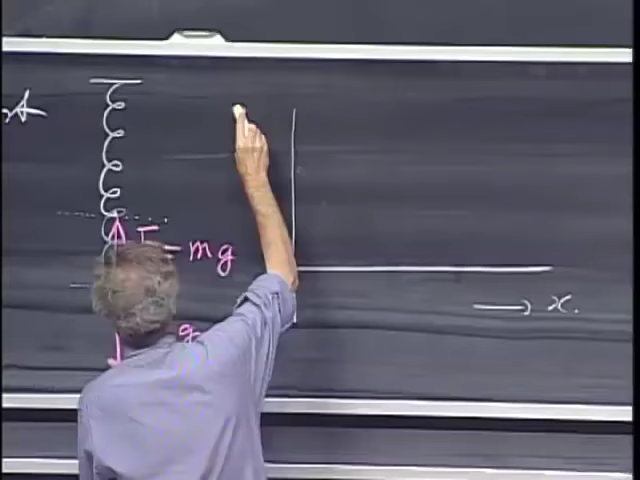 F = mg
g
x.